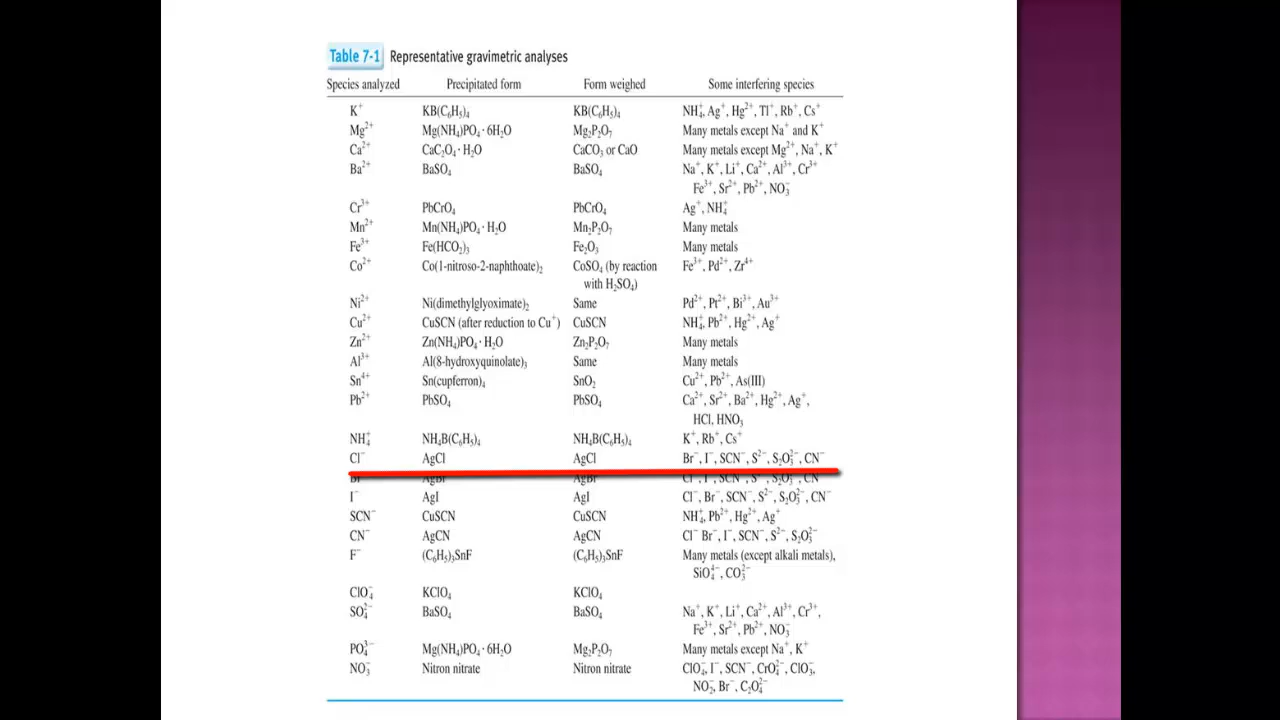 Table 7-1 Representative gravimetric analyses
Species analyzed Precipitated form Form weighed Some interfering species
K⁺ KB(C₆H₅)₄ KB(C₆H₅)₄ NH₄⁺, Ag⁺, Hg²⁺, Tl⁺, Rb⁺, Cs⁺
Mg²⁺ Mg(NH₄)PO₄ · 6H₂O Mg₂P₂O₇ Many metals except Na⁺ and K⁺
Ca²⁺ CaC₂O₄ · H₂O CaCO₃ or CaO Many metals except Mg²⁺, Na⁺, K⁺
Ba²⁺ BaSO₄ BaSO₄ Na⁺, K⁺, Li⁺, Ca²⁺, Al³⁺, Cr³⁺
Fe³⁺, Sr²⁺, Pb²⁺, NO₃⁻
Cr³⁺ PbCrO₄ PbCrO₄ Ag⁺, NH₄⁺
Mn²⁺ Mn(NH₄)PO₄ · H₂O Mn₂P₂O₇ Many metals
Fe³⁺ Fe(HCO₂)₃ Fe₂O₃ Many metals
Co²⁺ Co(1-nitroso-2-naphthoate)₂ CoSO₄ (by reaction Fe³⁺, Pd²⁺, Zr⁴⁺
with H₂SO₄)
Ni²⁺ Ni(dimethylglyoximate)₂ Same Pd²⁺, Pt²⁺, Bi³⁺, Au³⁺
Cu²⁺ CuSCN (after reduction to Cu⁺) CuSCN NH₄⁺, Pb²⁺, Hg²⁺, Ag⁺
Zn²⁺ Zn(NH₄)PO₄ · H₂O Zn₂P₂O₇ Many metals
Al³⁺ Al(8-hydroxyquinolate)₃ Same Many metals
Sn⁴⁺ Sn(cupferron)₄ SnO₂ Cu²⁺, Pb²⁺, As(III)
Pb²⁺ PbSO₄ PbSO₄ Ca²⁺, Sr²⁺, Ba²⁺, Hg²⁺, Ag⁺,
HCl, HNO₃
NH₄⁺ NH₄B(C₆H₅)₄ NH₄B(C₆H₅)₄ K⁺, Rb⁺, Cs⁺
Cl⁻ AgCl AgCl Br⁻, I⁻, SCN⁻, S²⁻, S₂O₃²⁻, CN⁻
Br⁻ AgBr AgBr Cl⁻, I⁻, SCN⁻, S²⁻, S₂O₃²⁻, CN⁻
I⁻ AgI AgI Cl⁻, Br⁻, SCN⁻, S²⁻, S₂O₃²⁻, CN⁻
SCN⁻ CuSCN CuSCN NH₄⁺, Pb²⁺, Hg²⁺, Ag⁺
CN⁻ AgCN AgCN Cl⁻ Br⁻, I⁻, SCN⁻, S²⁻, S₂O₃²⁻
F⁻ (C₆H₅)₃SnF (C₆H₅)₃SnF Many metals (except alkali metals),
SiO₄⁴⁻, CO₃²⁻
ClO₄⁻ KClO₄ KClO₄
SO₄²⁻ BaSO₄ BaSO₄ Na⁺, K⁺, Li⁺, Ca²⁺, Al³⁺, Cr³⁺,
Fe³⁺, Sr²⁺, Pb²⁺, NO₃⁻
PO₄³⁻ Mg(NH₄)PO₄ · 6H₂O Mg₂P₂O₇ Many metals except Na⁺, K⁺
NO₃⁻ Nitron nitrate Nitron nitrate ClO₄⁻, I⁻, SCN⁻, CrO₄²⁻, ClO₃⁻,
NO₂⁻, Br⁻, C₂O₄²⁻